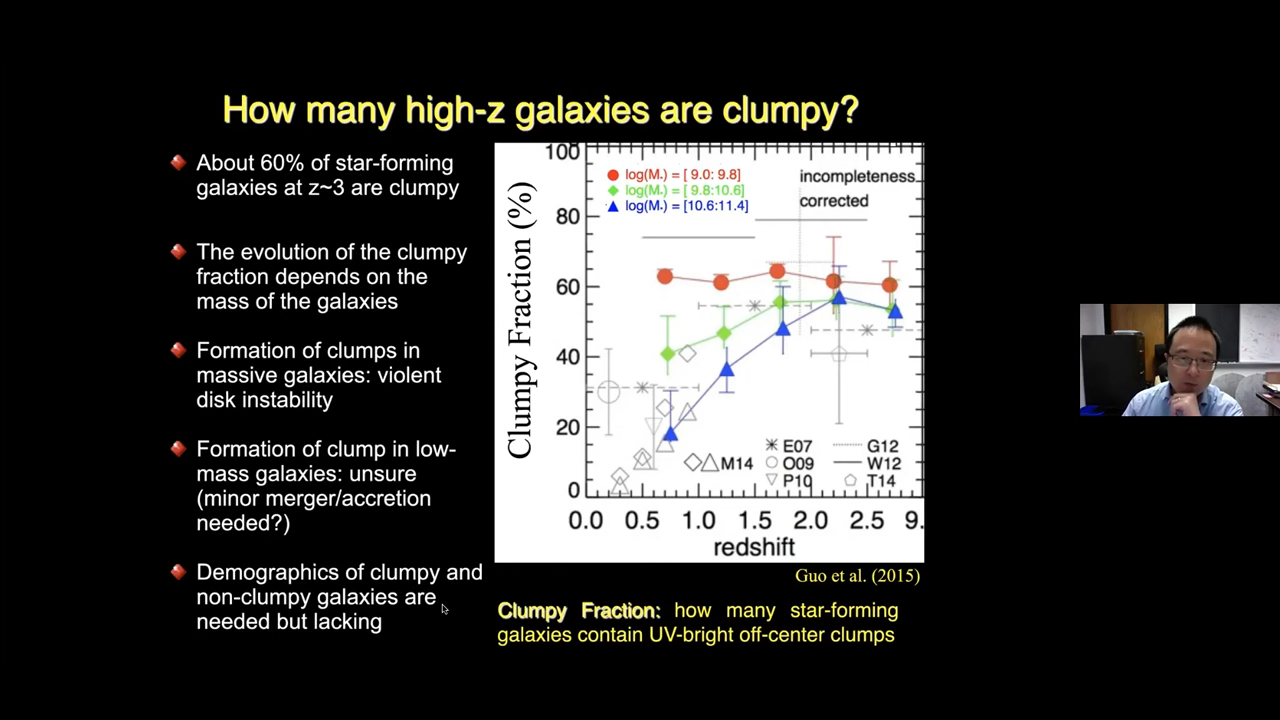 How many high-z galaxies are clumpy?
About 60% of star-forming
galaxies at z~3 are clumpy
The evolution of the clumpy
fraction depends on the
mass of the galaxies
Formation of clumps in
massive galaxies: violent
disk instability
Formation of clump in low-
mass galaxies: unsure
(minor merger/accretion
needed?)
Demographics of clumpy and
non-clumpy galaxies are
needed but lacking
Clumpy Fraction (%)
100
80
60
40
20
0
log(M*) = [ 9.0: 9.8]
log(M*) = [ 9.8:10.6]
log(M*) = [10.6:11.4]
incompleteness
corrected
M14
E07
O09
P10
G12
W12
T14
0.0 0.5 1.0 1.5 2.0 2.5 9.
redshift
Guo et al. (2015)
Clumpy Fraction: how many star-forming
galaxies contain UV-bright off-center clumps